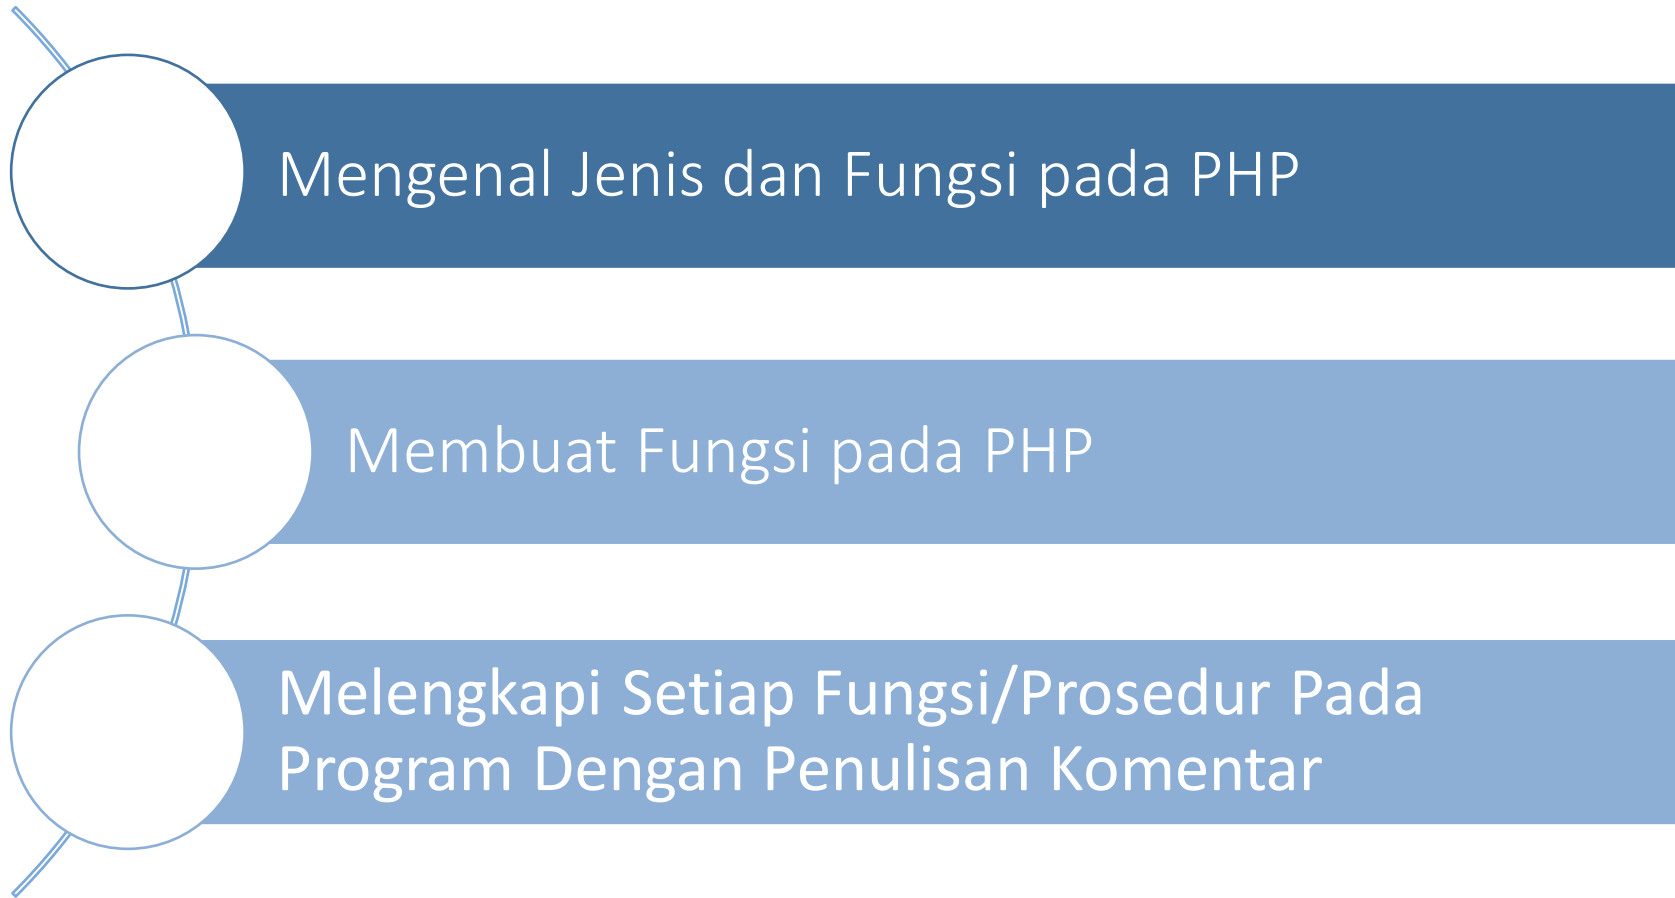 Mengenal Jenis dan Fungsi pada PHP
Membuat Fungsi pada PHP
Melengkapi Setiap Fungsi/Prosedur Pada
Program Dengan Penulisan Komentar